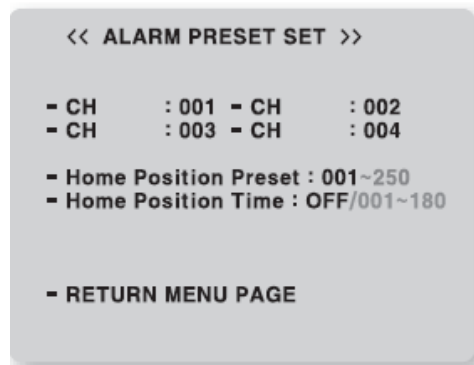 << ALARM PRESET SET >>
- CH : 001 - CH : 002
- CH : 003 - CH : 004
- Home Position Preset : 001~250
- Home Position Time : OFF/001~180
- RETURN MENU PAGE